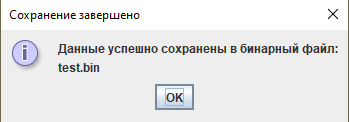 Сохранение завершено
Данные успешно сохранены в бинарный файл:
test.bin
OK